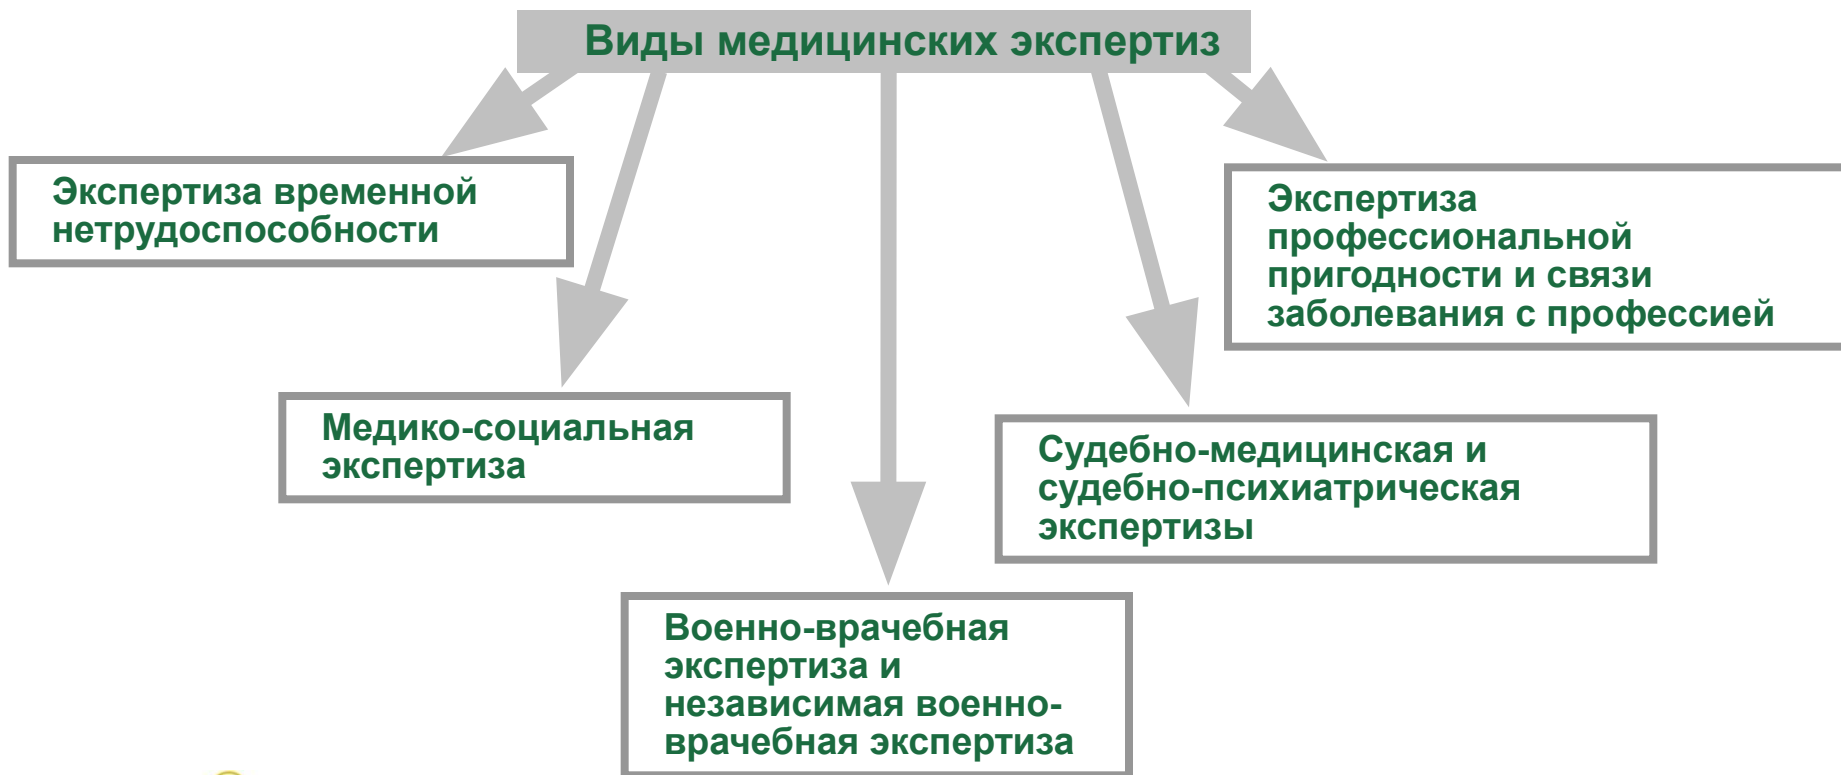 Виды медицинских экспертиз
Экспертиза временной
нетрудоспособности
Экспертиза
профессиональной
пригодности и связи
заболевания с профессией
Медико-социальная
экспертиза
Судебно-медицинская и
судебно-психиатрическая
экспертизы
Военно-врачебная
экспертиза и
независимая военно-
врачебная экспертиза